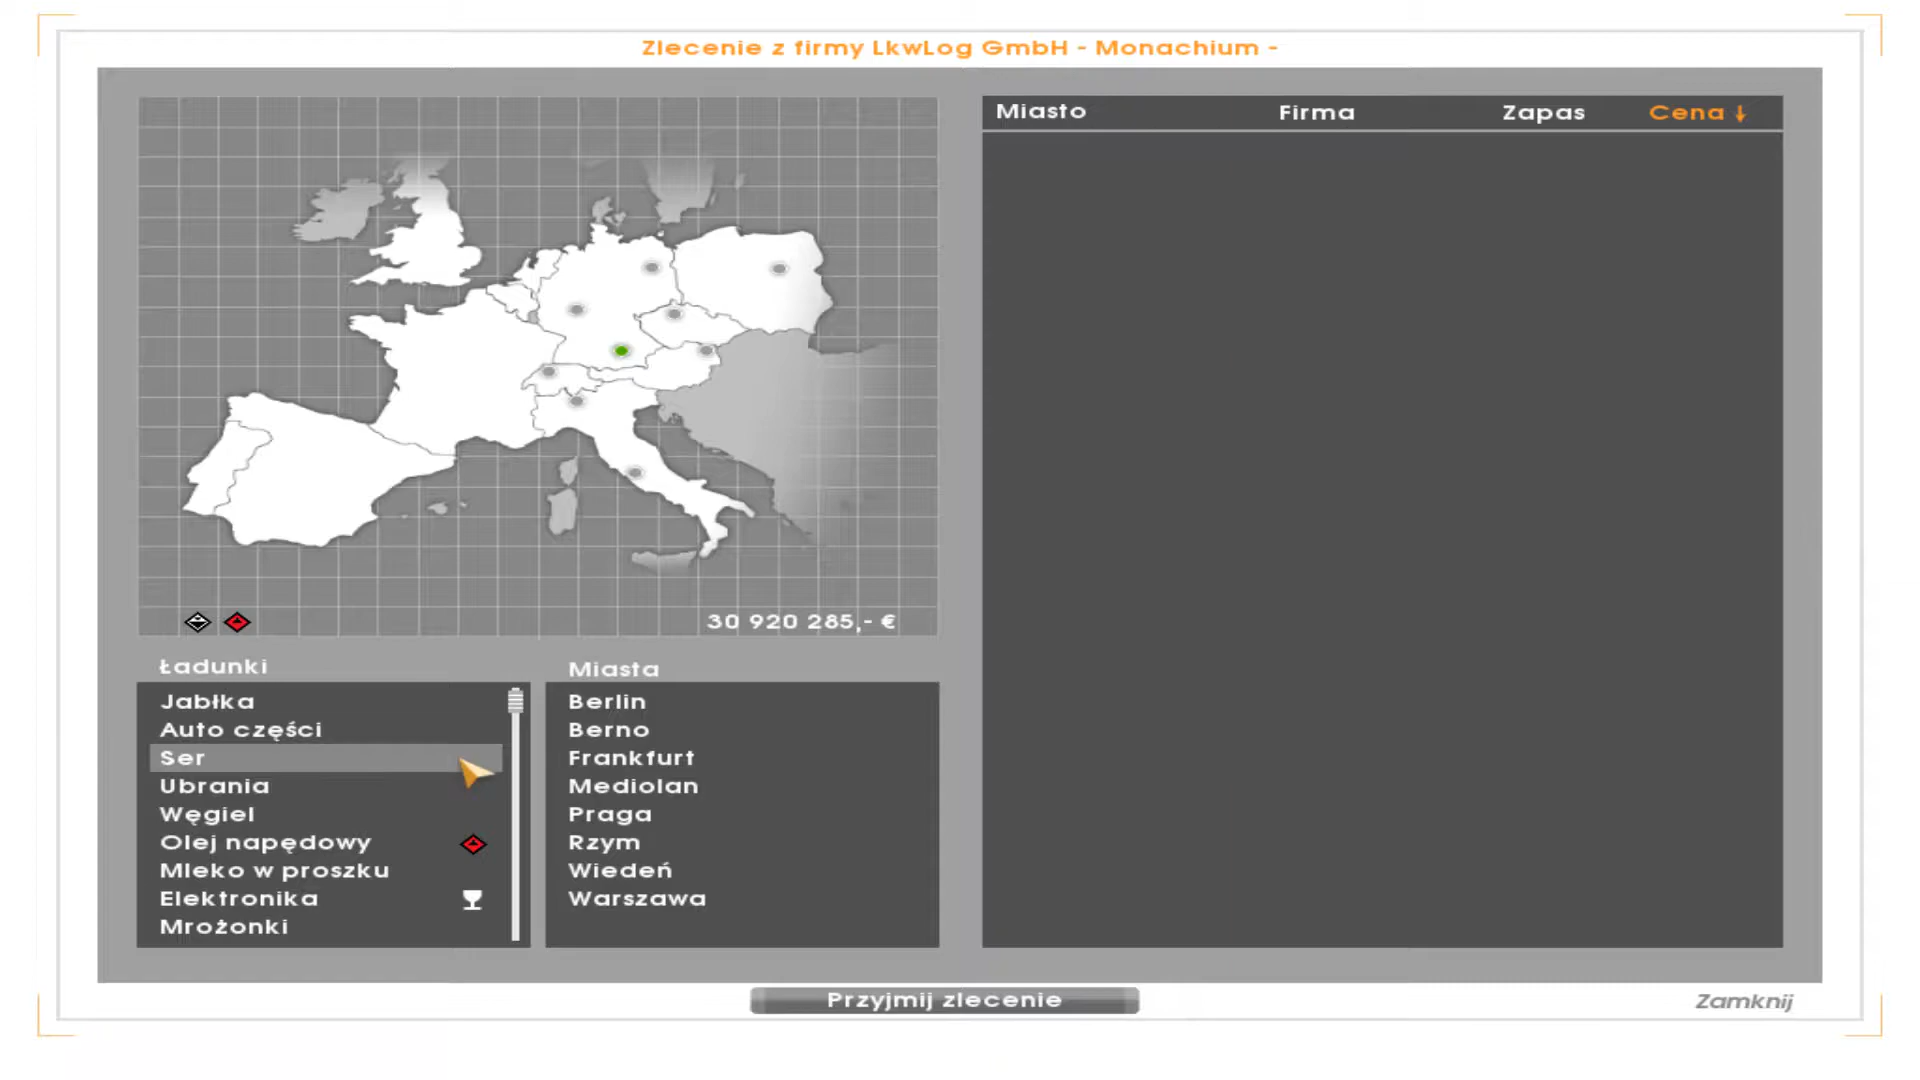 Zlecenie z firmy LkwLog GmbH - Monachium -
Miasto Firma Zapas Cena ↓
30 920 285,- €
Ładunki
Jabłka
Auto części
Ser
Ubrania
Węgiel
Olej napędowy
Mleko w proszku
Elektronika
Mrożonki
Miasta
Berlin
Berno
Frankfurt
Mediolan
Praga
Rzym
Wiedeń
Warszawa
Przyjmij zlecenie
Zamknij